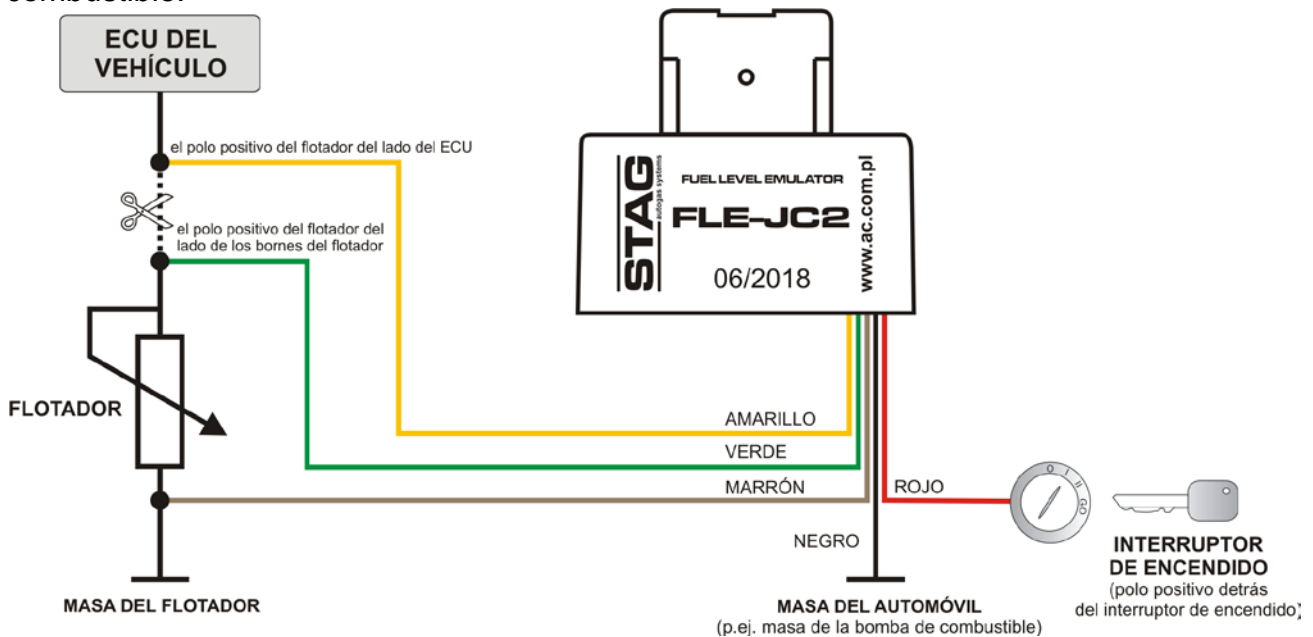 combustible.
ECU DEL
VEHÍCULO
el polo positivo del flotador del lado del ECU
el polo positivo del flotador del
lado de los bornes del flotador
FLOTADOR
MASA DEL FLOTADOR
STAG
autogas systems
FUEL LEVEL EMULATOR
FLE-JC2
06/2018
www.ac.com.pl
AMARILLO
VERDE
MARRÓN
ROJO
NEGRO
MASA DEL AUTOMÓVIL
(p.ej. masa de la bomba de combustible)
O I II GO
INTERRUPTOR
DE ENCENDIDO
(polo positivo detrás
del interruptor de encendido)